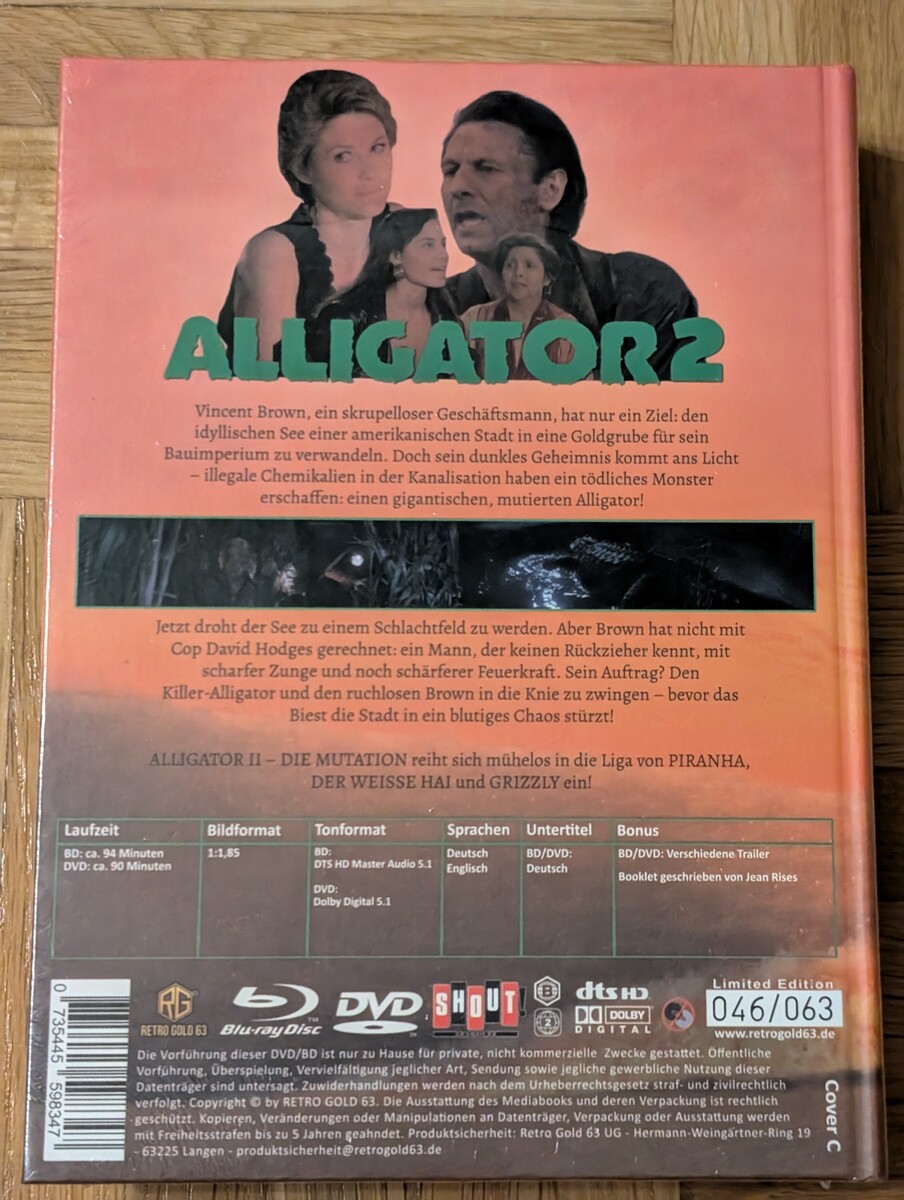 ALLIGATOR 2
Vincent Brown, ein skrupelloser Geschäftsmann, hat nur ein Ziel: den
idyllischen See einer amerikanischen Stadt in eine Goldgrube für sein
Bauimperium zu verwandeln. Doch sein dunkles Geheimnis kommt ans Licht
– illegale Chemikalien in der Kanalisation haben ein tödliches Monster
erschaffen: einen gigantischen, mutierten Alligator!
Jetzt droht der See zu einem Schlachtfeld zu werden. Aber Brown hat nicht mit
Cop David Hodges gerechnet: ein Mann, der keinen Rückzieher kennt, mit
scharfer Zunge und noch schärferer Feuerkraft. Sein Auftrag? Den
Killer-Alligator und den ruchlosen Brown in die Knie zu zwingen – bevor das
Biest die Stadt in ein blutiges Chaos stürzt!
ALLIGATOR II – DIE MUTATION reiht sich mühelos in die Liga von PIRANHA,
DER WEISSE HAI und GRIZZLY ein!
Laufzeit
BD: ca. 94 Minuten
DVD: ca. 90 Minuten
Bildformat
1:1,85
Tonformat
BD:
DTS HD Master Audio 5.1
DVD:
Dolby Digital 5.1
Sprachen
Deutsch
Englisch
Untertitel
BD/DVD:
Deutsch
Bonus
BD/DVD: Verschiedene Trailer
Booklet geschrieben von Jean Rises
0 735445 598347
RG
RETRO GOLD 63
Blu-ray Disc
TM
DVD
SHOUT!
B
2
dts HD
DOLBY
DIGITAL
Limited Edition
046/063
www.retrogold63.de
Die Vorführung dieser DVD/BD ist nur zu Hause für private, nicht kommerzielle Zwecke gestattet. Öffentliche
Vorführung, Überspielung, Vervielfältigung jeglicher Art, Sendung sowie jegliche gewerbliche Nutzung dieser
Datenträger sind untersagt. Zuwiderhandlungen werden nach dem Urheberrechtsgesetz straf- und zivilrechtlich
verfolgt. Copyright © by RETRO GOLD 63. Die Ausstattung des Mediabooks und deren Verpackung ist rechtlich
geschützt. Kopieren, Veränderungen oder Manipulationen an Datenträger, Verpackung oder Ausstattung werden
mit Freiheitsstrafen bis zu 5 Jahren geahndet. Produktsicherheit: Retro Gold 63 UG - Hermann-Weingärtner-Ring 19
- 63225 Langen - produktsicherheit@retrogold63.de
Cover C